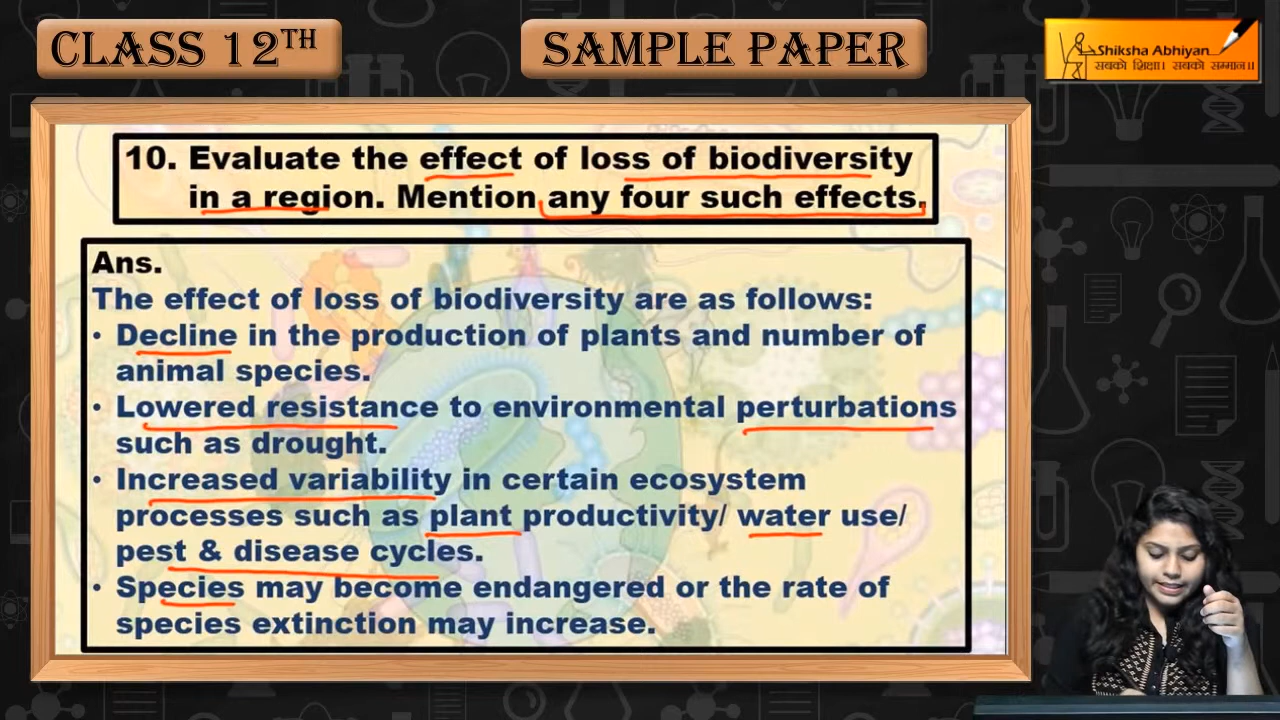 CLASS 12TH
SAMPLE PAPER
Shiksha Abhiyan
सबको शिक्षा। सबको सम्मान॥
10. Evaluate the effect of loss of biodiversity
in a region. Mention any four such effects.
Ans.
The effect of loss of biodiversity are as follows:
• Decline in the production of plants and number of
animal species.
• Lowered resistance to environmental perturbations
such as drought.
• Increased variability in certain ecosystem
processes such as plant productivity/ water use/
pest & disease cycles.
• Species may become endangered or the rate of
species extinction may increase.